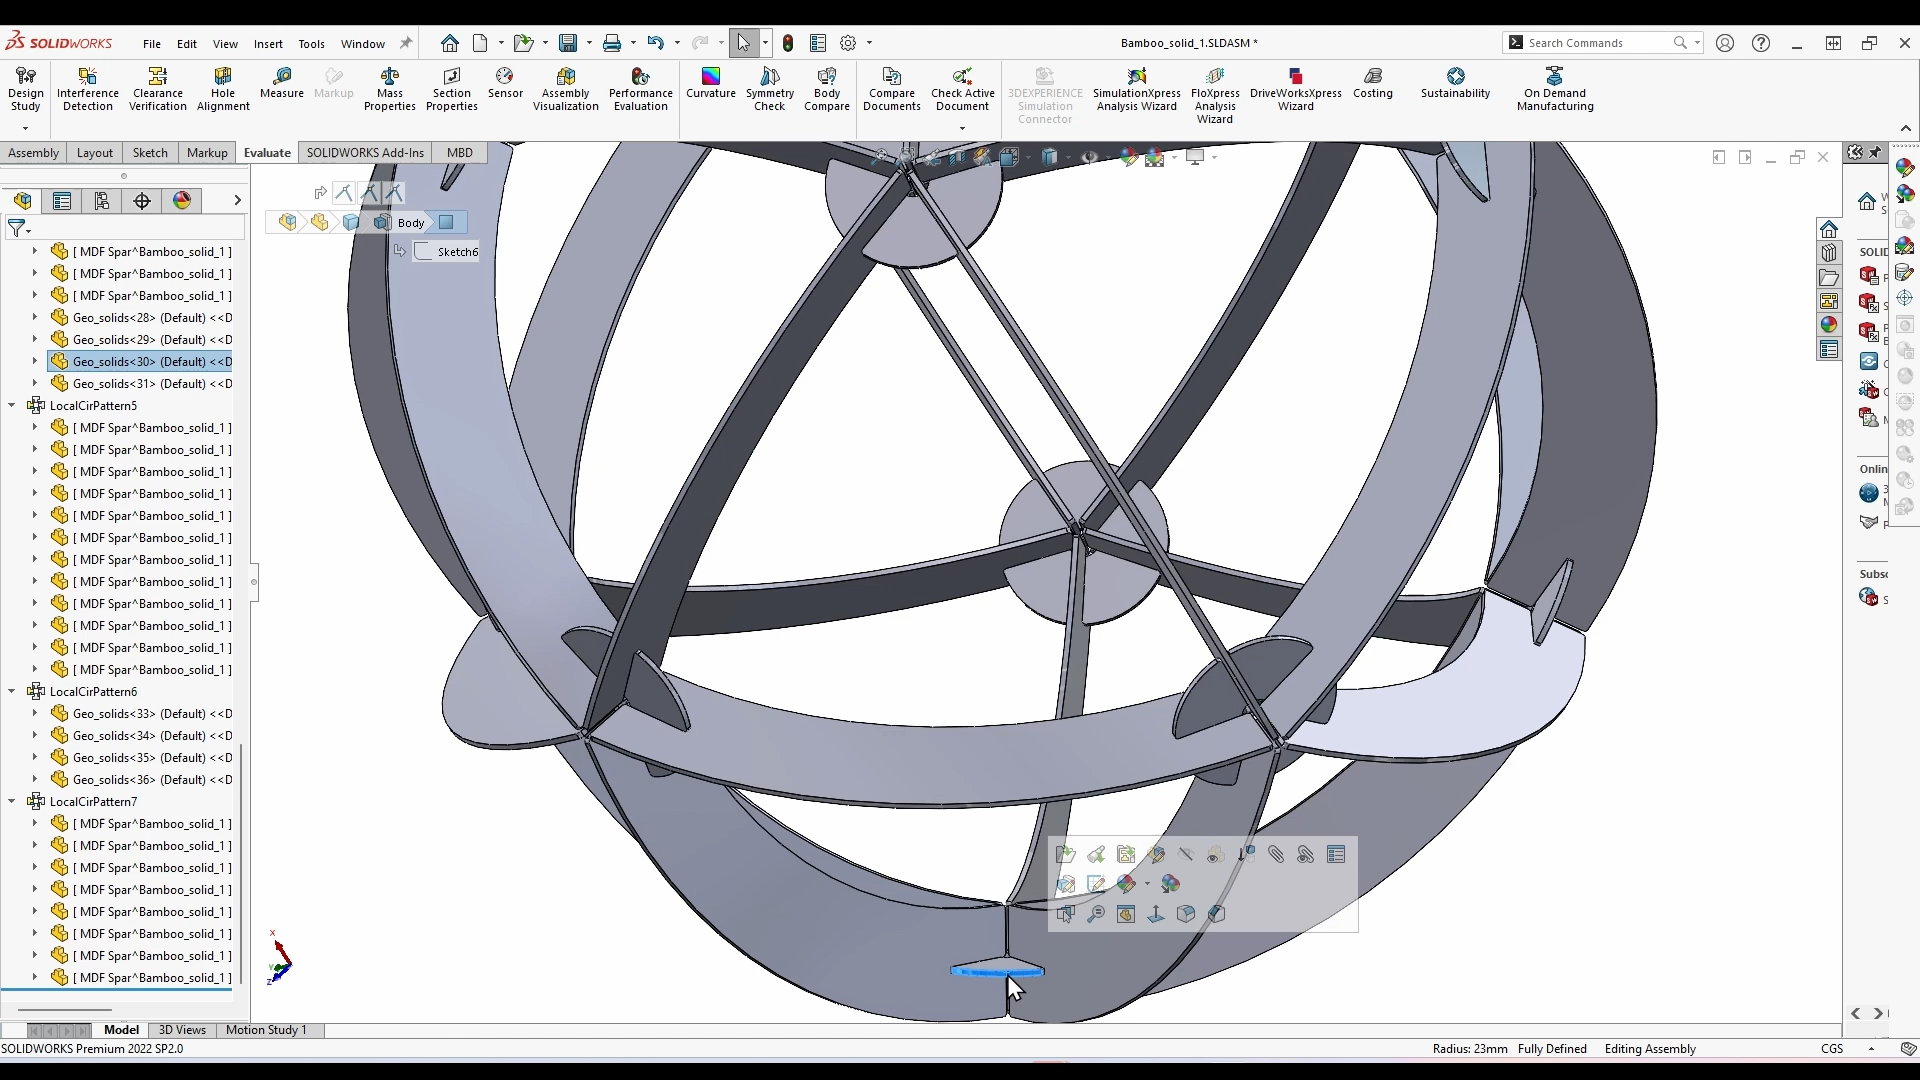 SOLIDWORKS
File Edit View Insert Tools Window
Bamboo_solid_1.SLDASM *
Search Commands
Design Study
Interference Detection
Clearance Verification
Hole Alignment
Measure
Markup
Mass Properties
Section Properties
Sensor
Assembly Visualization
Performance Evaluation
Curvature
Symmetry Check
Body Compare
Compare Documents
Check Active Document
3DEXPERIENCE Simulation Connector
SimulationXpress Analysis Wizard
FloXpress Analysis Wizard
DriveWorksXpress Wizard
Costing
Sustainability
On Demand Manufacturing
Assembly Layout Sketch Markup Evaluate SOLIDWORKS Add-Ins MBD
Body
Sketch6
[ MDF Spar^Bamboo_solid_1 ]
[ MDF Spar^Bamboo_solid_1 ]
[ MDF Spar^Bamboo_solid_1 ]
Geo_solids<28> (Default) <<D
Geo_solids<29> (Default) <<D
Geo_solids<30> (Default) <<D
Geo_solids<31> (Default) <<D
LocalCirPattern5
[ MDF Spar^Bamboo_solid_1 ]
[ MDF Spar^Bamboo_solid_1 ]
[ MDF Spar^Bamboo_solid_1 ]
[ MDF Spar^Bamboo_solid_1 ]
[ MDF Spar^Bamboo_solid_1 ]
[ MDF Spar^Bamboo_solid_1 ]
[ MDF Spar^Bamboo_solid_1 ]
[ MDF Spar^Bamboo_solid_1 ]
[ MDF Spar^Bamboo_solid_1 ]
[ MDF Spar^Bamboo_solid_1 ]
[ MDF Spar^Bamboo_solid_1 ]
[ MDF Spar^Bamboo_solid_1 ]
LocalCirPattern6
Geo_solids<33> (Default) <<D
Geo_solids<34> (Default) <<D
Geo_solids<35> (Default) <<D
Geo_solids<36> (Default) <<D
LocalCirPattern7
[ MDF Spar^Bamboo_solid_1 ]
[ MDF Spar^Bamboo_solid_1 ]
[ MDF Spar^Bamboo_solid_1 ]
[ MDF Spar^Bamboo_solid_1 ]
[ MDF Spar^Bamboo_solid_1 ]
[ MDF Spar^Bamboo_solid_1 ]
[ MDF Spar^Bamboo_solid_1 ]
[ MDF Spar^Bamboo_solid_1 ]
SOLID
Onlin
Subsc
X
Y
Z
Model 3D Views Motion Study 1
SOLIDWORKS Premium 2022 SP2.0
Radius: 23mm Fully Defined Editing Assembly CGS